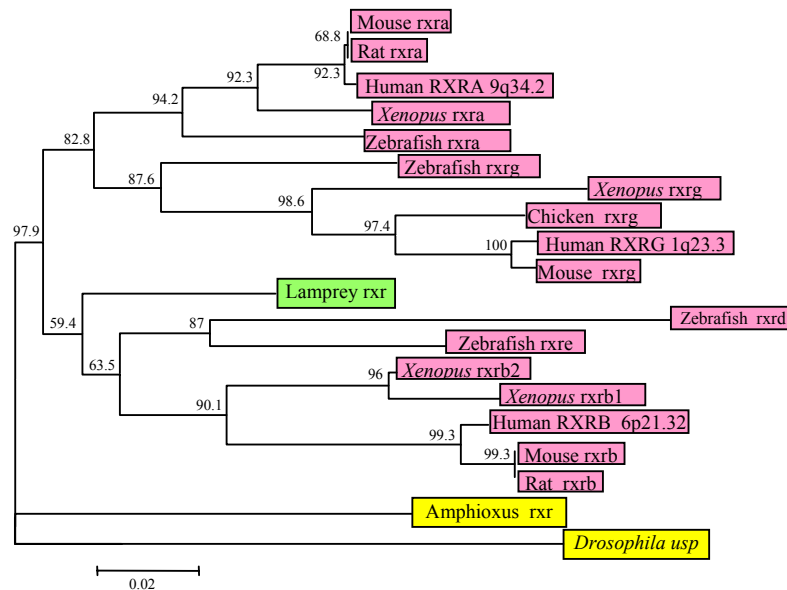 Mouse rxra
68.8
Rat rxra
92.3
92.3
Human RXRA 9q34.2
94.2
Xenopus rxra
Zebrafish rxra
82.8
Zebrafish rxrg
87.6
Xenopus rxrg
98.6
Chicken rxrg
97.4
97.9
100
Human RXRG 1q23.3
Mouse rxrg
Lamprey rxr
59.4
87
Zebrafish rxrd
Zebrafish rxre
63.5
96
Xenopus rxrb2
90.1
Xenopus rxrb1
Human RXRB 6p21.32
99.3
99.3
Mouse rxrb
Rat rxrb
Amphioxus rxr
Drosophila usp
0.02